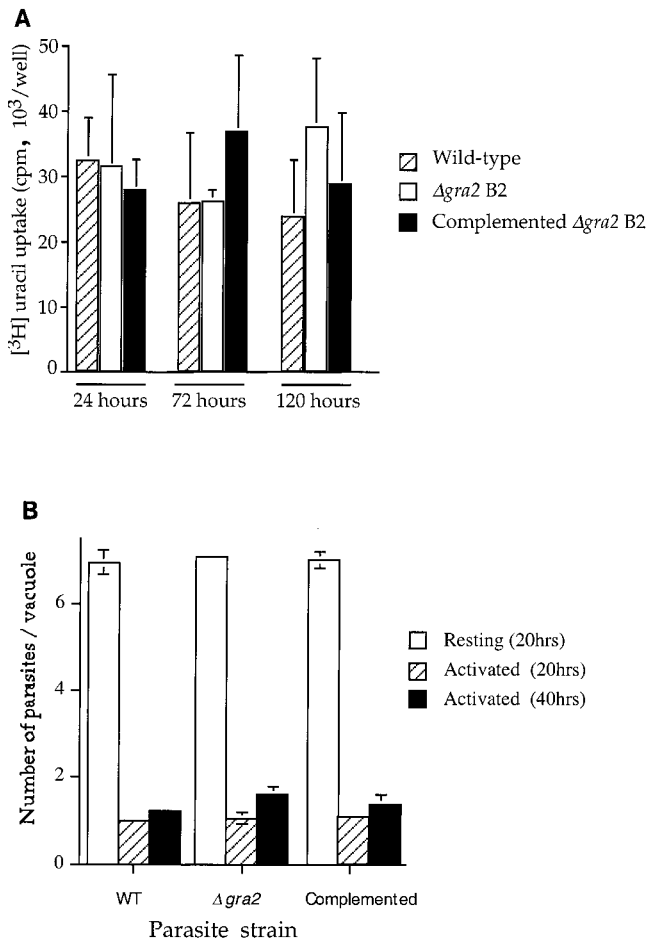 A
[³H] uracil uptake (cpm, 10³/well)
50
40
30
20
10
0
24 hours
72 hours
120 hours
Wild-type
Δgra2 B2
Complemented Δgra2 B2
B
Number of parasites / vacuole
6
4
2
0
WT
Δgra2
Complemented
Parasite strain
Resting (20hrs)
Activated (20hrs)
Activated (40hrs)